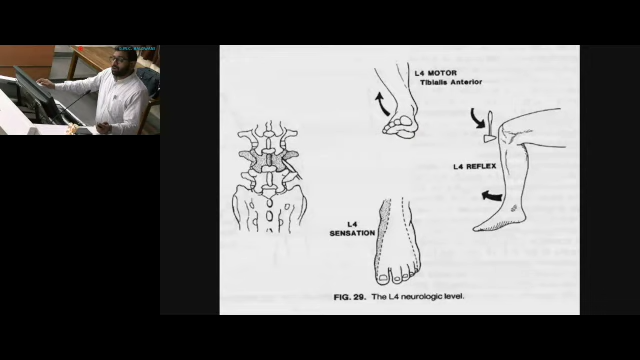 L4 MOTOR
Tibialis Anterior
L4 REFLEX
L4
SENSATION
FIG. 29. The L4 neurologic level.